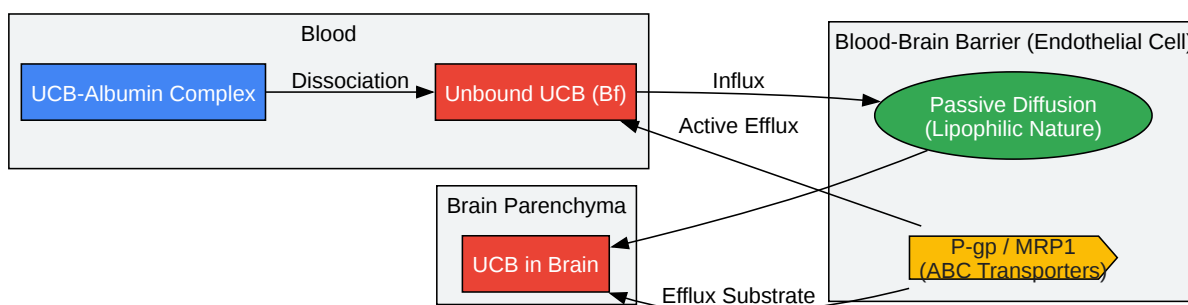 Blood
UCB-Albumin Complex
Dissociation
Unbound UCB (Bf)
Influx
Active Efflux
Blood-Brain Barrier (Endothelial Cell)
Passive Diffusion
(Lipophilic Nature)
Brain Parenchyma
UCB in Brain
P-gp / MRP1
(ABC Transporters)
Efflux Substrate